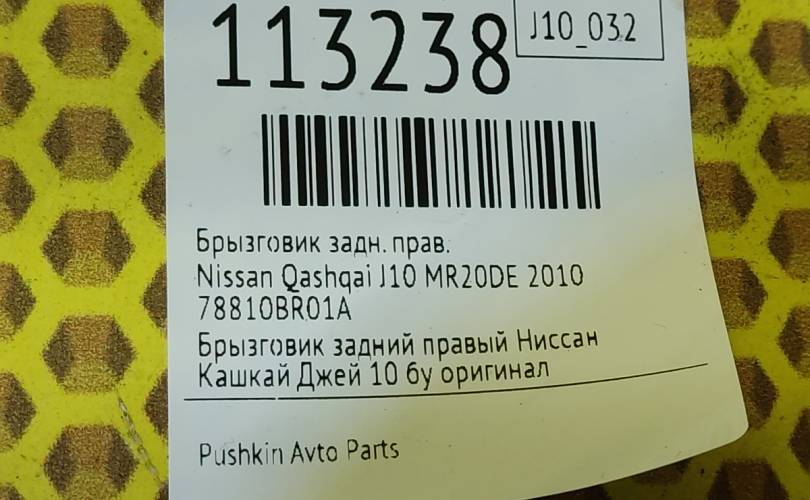 113238
J10_032
Брызговик задн. прав.
Nissan Qashqai J10 MR20DE 2010
78810BR01A
Брызговик задний правый Ниссан
Кашкай Джей 10 бу оригинал
Pushkin Avto Parts